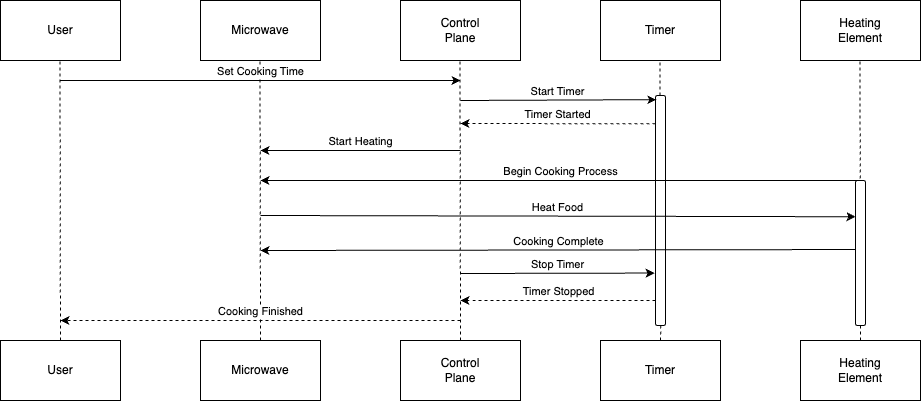 User
Microwave
Control
Plane
Timer
Heating
Element
Set Cooking Time
Start Timer
Timer Started
Start Heating
Begin Cooking Process
Heat Food
Cooking Complete
Stop Timer
Timer Stopped
Cooking Finished
User
Microwave
Control
Plane
Timer
Heating
Element